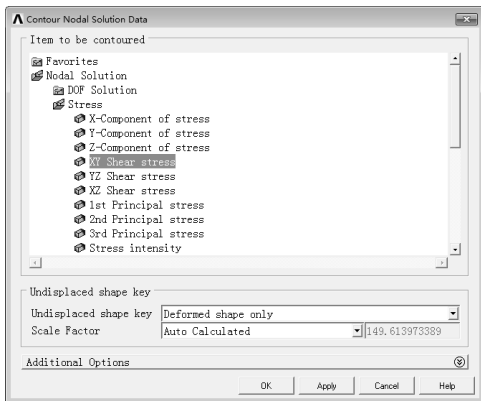 Contour Nodal Solution Data
Item to be contoured
Favorites
Nodal Solution
DOF Solution
Stress
X-Component of stress
Y-Component of stress
Z-Component of stress
XY Shear stress
YZ Shear stress
XZ Shear stress
1st Principal stress
2nd Principal stress
3rd Principal stress
Stress intensity
Undisplaced shape key
Undisplaced shape key Deformed shape only
Scale Factor Auto Calculated 149.613973389
Additional Options
OK Apply Cancel Help